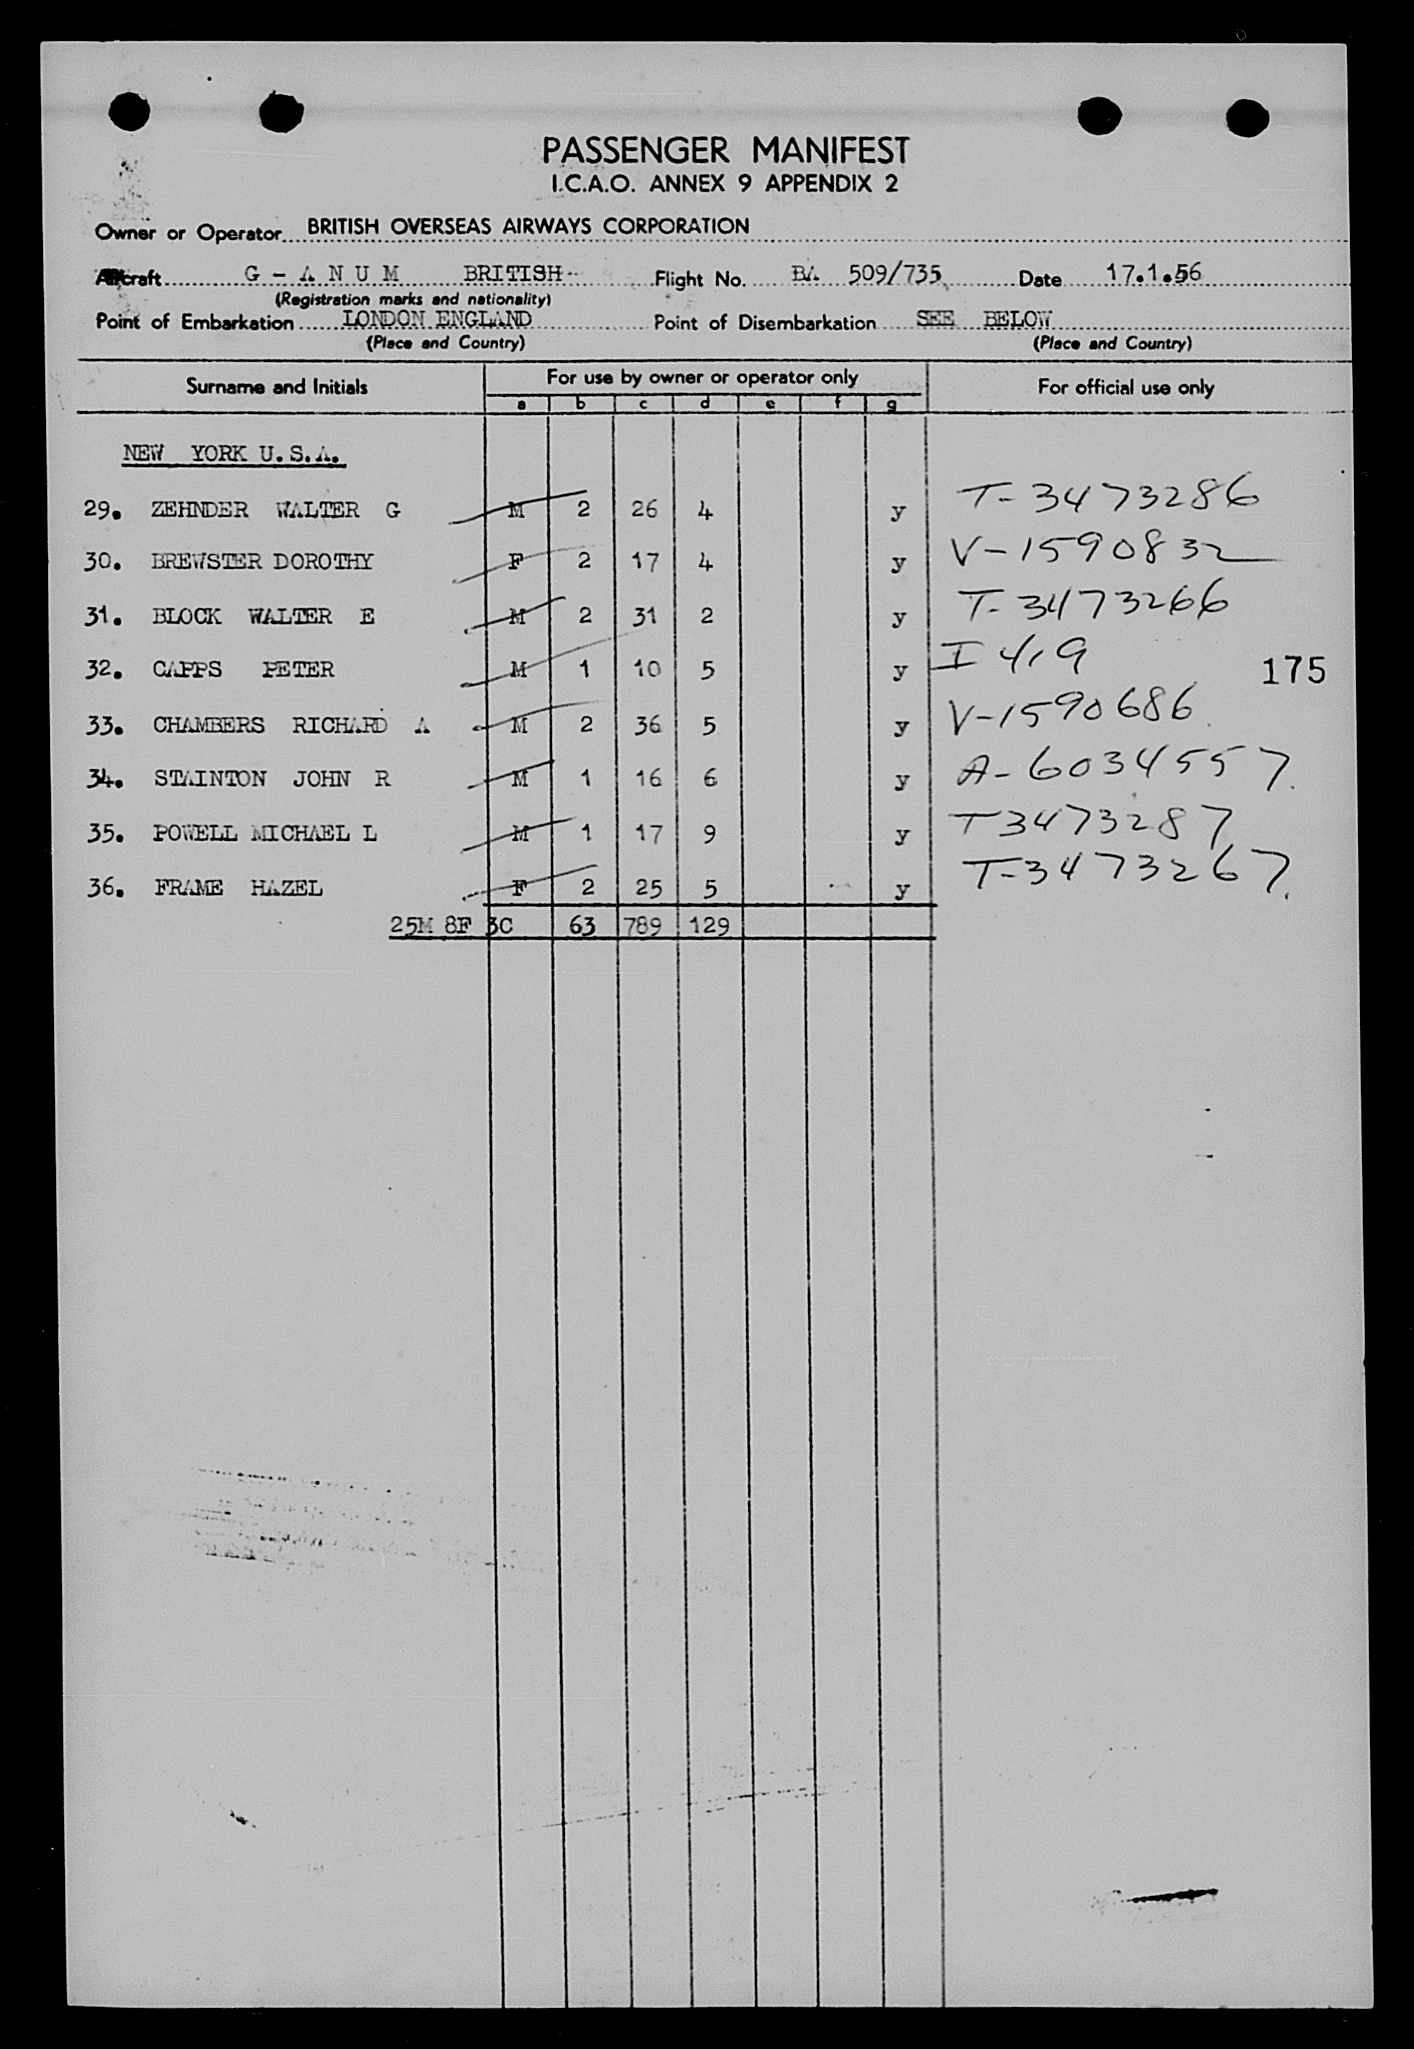 PASSENGER MANIFEST
I.C.A.O. ANNEX 9 APPENDIX 2
Owner or Operator BRITISH OVERSEAS AIRWAYS CORPORATION
Aircraft G - A N U M BRITISH Flight No. BA 509/735 Date 17.1.56
(Registration marks and nationality)
Point of Embarkation LONDON ENGLAND Point of Disembarkation SEE BELOW
(Place and Country) (Place and Country)
Surname and Initials For use by owner or operator only For official use only
a b c d e f g
NEW YORK U.S.A.
29. ZEHNDER WALTER G M 2 26 4 y T-3473286
30. BREWSTER DOROTHY F 2 17 4 y V-1590832
31. BLOCK WALTER E M 2 31 2 y T-3473266
32. CAPPS PETER M 1 10 5 y I 419 175
33. CHAMBERS RICHARD A M 2 36 5 y V-1590686
34. STAINTON JOHN R M 1 16 6 y A-6034557
35. POWELL MICHAEL L M 1 17 9 y T3473287
36. FRAME HAZEL F 2 25 5 y T-3473267
25M 8F 3C 63 789 129